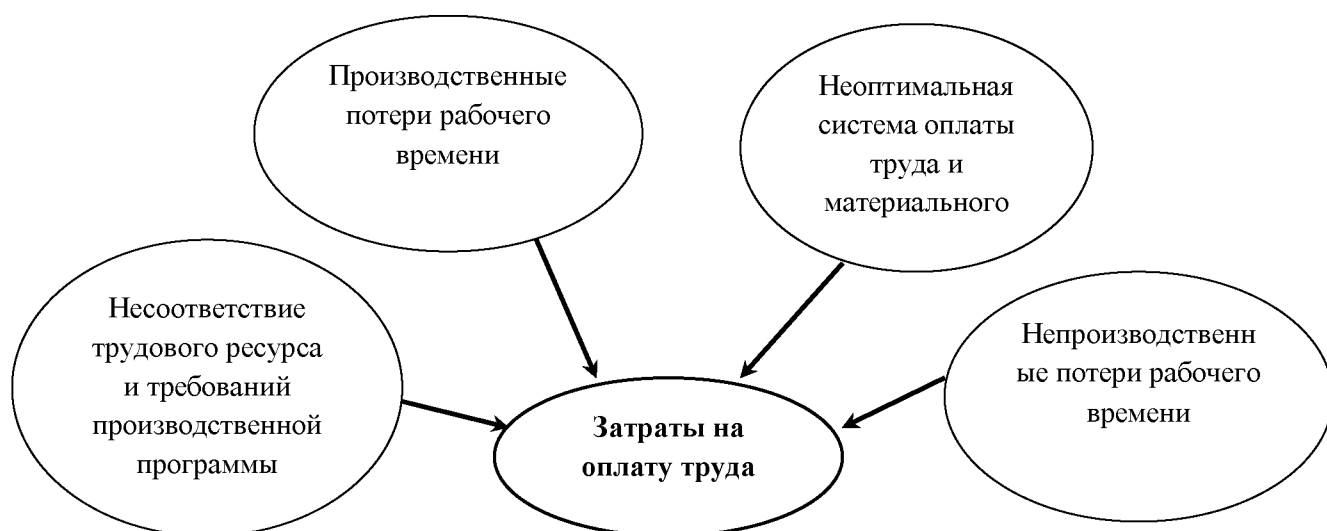 Производственные
потери рабочего
времени
Неоптимальная
система оплаты
труда и
материального
Несоответствие
трудового ресурса
и требований
производственной
программы
Непроизводственн
ые потери рабочего
времени
Затраты на
оплату труда